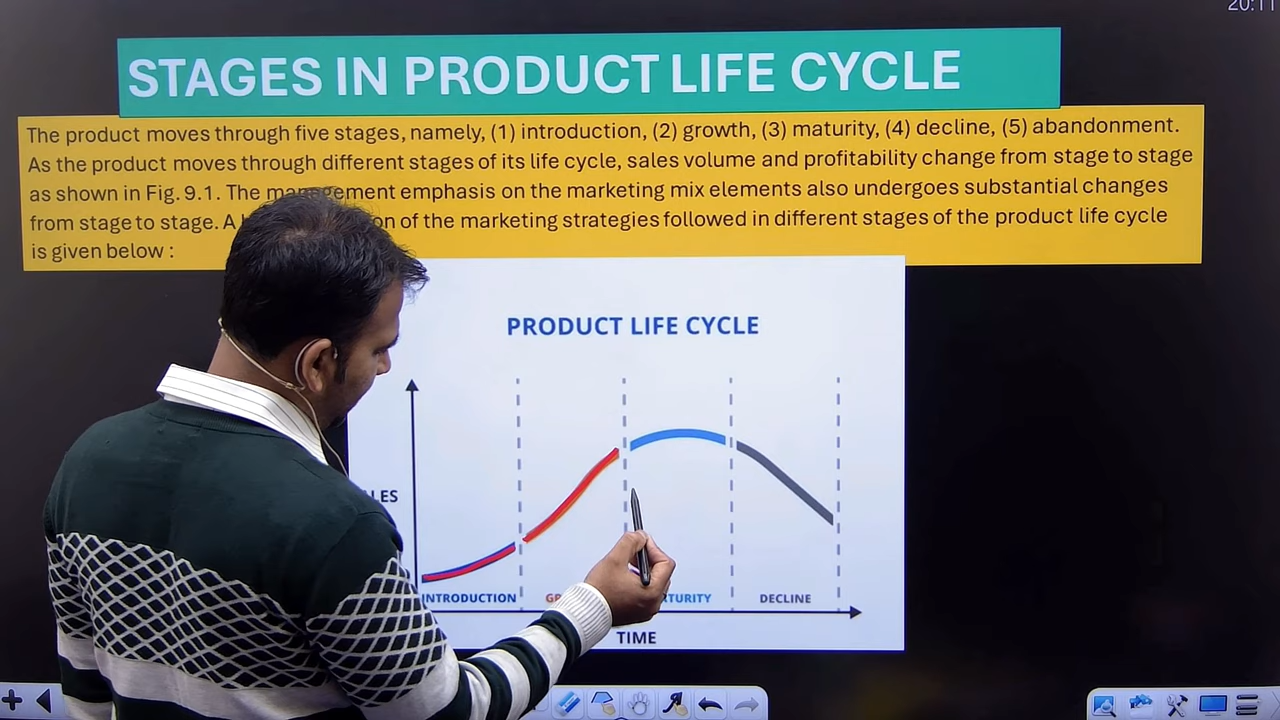 20:11
STAGES IN PRODUCT LIFE CYCLE
The product moves through five stages, namely, (1) introduction, (2) growth, (3) maturity, (4) decline, (5) abandonment.
As the product moves through different stages of its life cycle, sales volume and profitability change from stage to stage
as shown in Fig. 9.1. The management emphasis on the marketing mix elements also undergoes substantial changes
from stage to stage. A of the marketing strategies followed in different stages of the product life cycle
is given below :
PRODUCT LIFE CYCLE
INTRODUCTION DECLINE
TIME